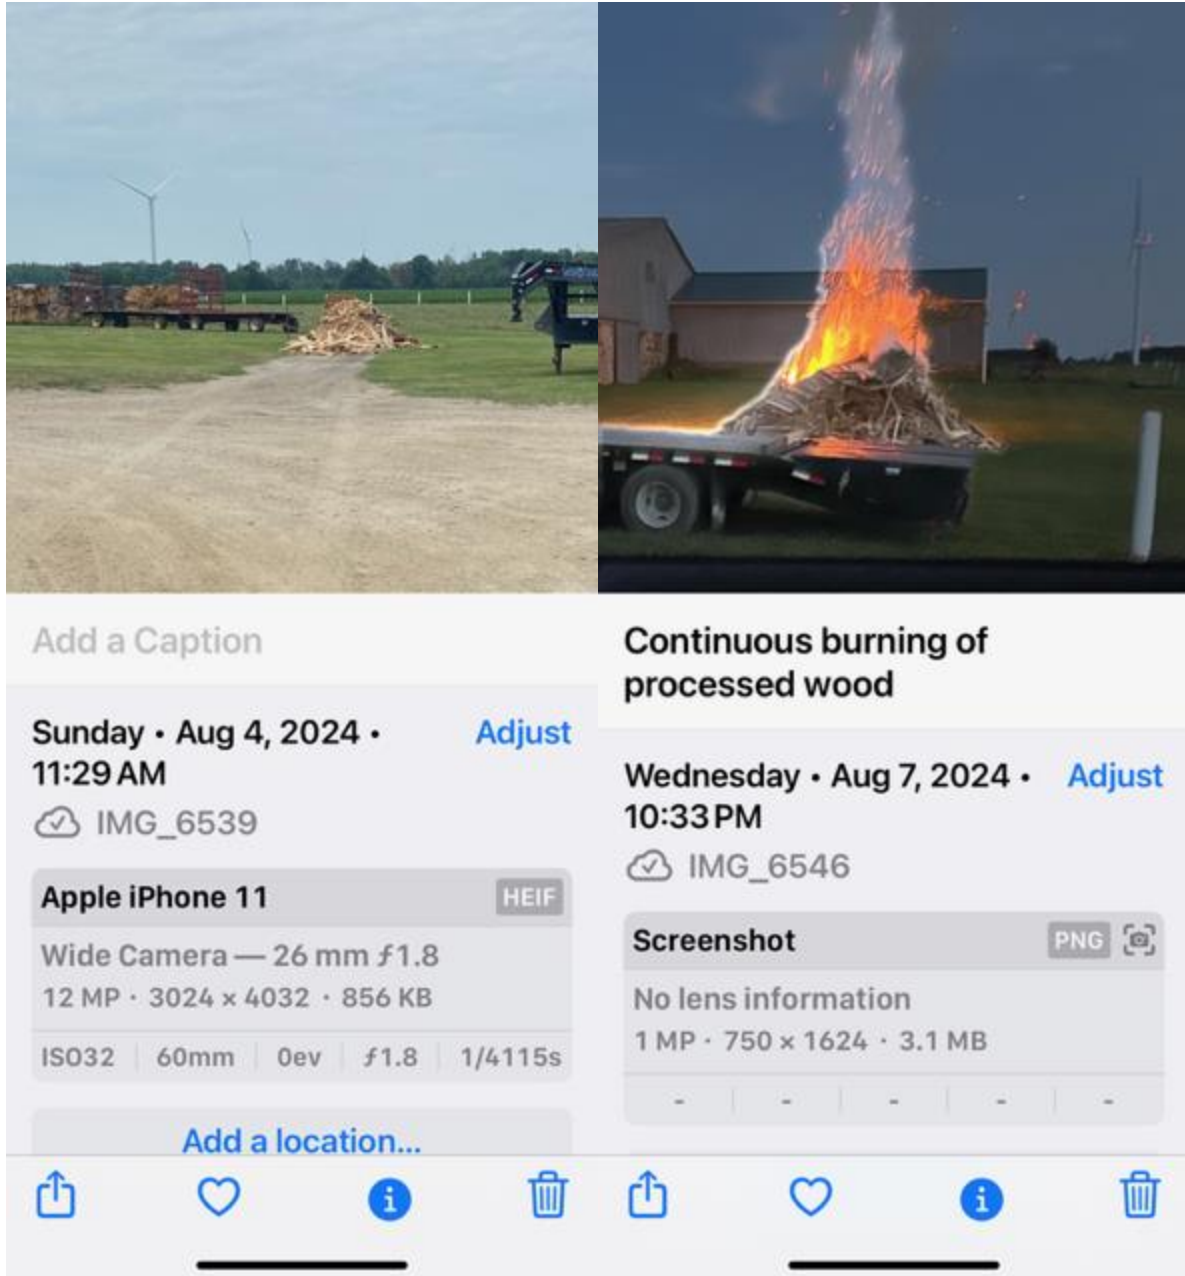 Add a Caption
Sunday • Aug 4, 2024 •
11:29 AM
Adjust
IMG_6539
Apple iPhone 11
HEIF
Wide Camera — 26 mm ƒ1.8
12 MP · 3024 × 4032 · 856 KB
ISO32 60mm 0ev ƒ1.8 1/4115s
Add a location...
Continuous burning of
processed wood
Wednesday • Aug 7, 2024 •
10:33 PM
Adjust
IMG_6546
Screenshot
PNG
No lens information
1 MP · 750 × 1624 · 3.1 MB
- - - - -